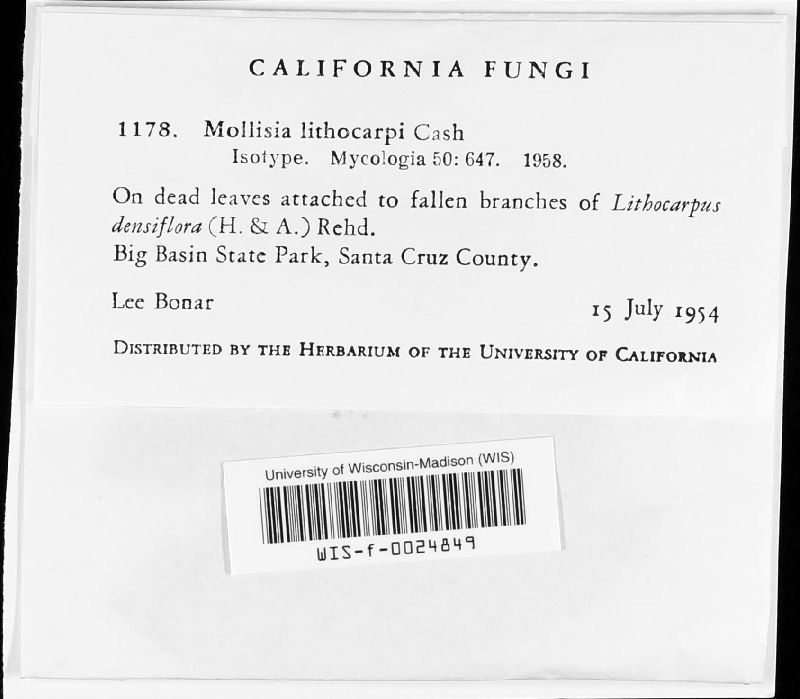 CALIFORNIA FUNGI
1178. Mollisia lithocarpi Cash
Isotype. Mycologia 50: 647. 1958.
On dead leaves attached to fallen branches of Lithocarpus
densiflora (H. & A.) Rehd.
Big Basin State Park, Santa Cruz County.
Lee Bonar 15 July 1954
DISTRIBUTED BY THE HERBARIUM OF THE UNIVERSITY OF CALIFORNIA
University of Wisconsin-Madison (WIS)
WIS-f-0024849